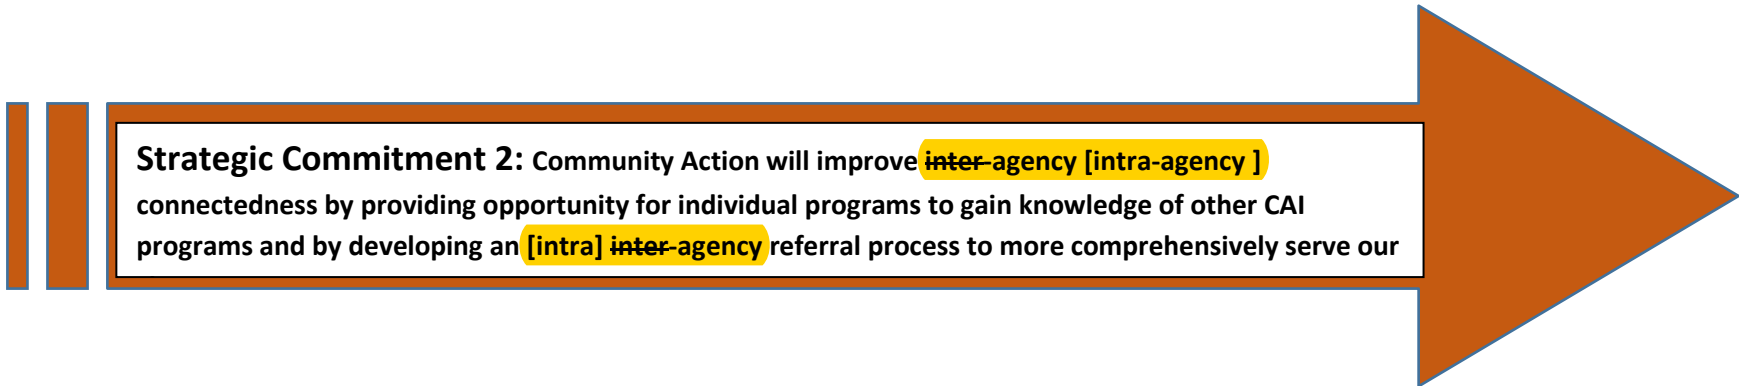 Strategic Commitment 2: Community Action will improve inter-agency [intra-agency ]
connectedness by providing opportunity for individual programs to gain knowledge of other CAI
programs and by developing an [intra] inter-agency referral process to more comprehensively serve our